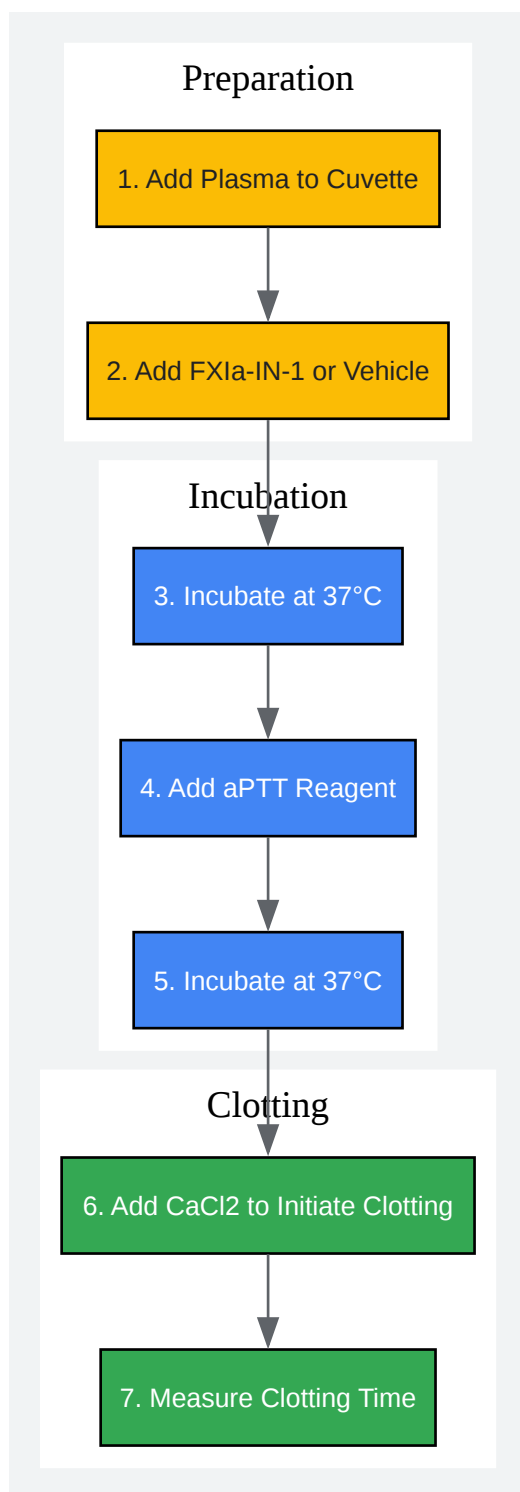 Preparation
1. Add Plasma to Cuvette
2. Add FXIa-IN-1 or Vehicle
Incubation
3. Incubate at 37°C
4. Add aPTT Reagent
5. Incubate at 37°C
Clotting
6. Add CaCl2 to Initiate Clotting
7. Measure Clotting Time